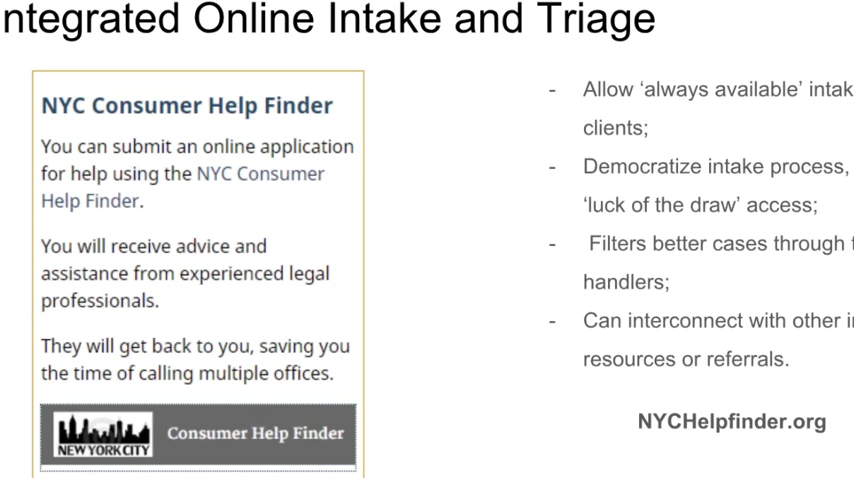 ntegrated Online Intake and Triage
NYC Consumer Help Finder
You can submit an online application
for help using the NYC Consumer
Help Finder.
You will receive advice and
assistance from experienced legal
professionals.
They will get back to you, saving you
the time of calling multiple offices.
NEW YORK CITY
Consumer Help Finder
- Allow ‘always available’ intak
clients;
- Democratize intake process,
‘luck of the draw’ access;
- Filters better cases through t
handlers;
- Can interconnect with other in
resources or referrals.
NYCHelpfinder.org